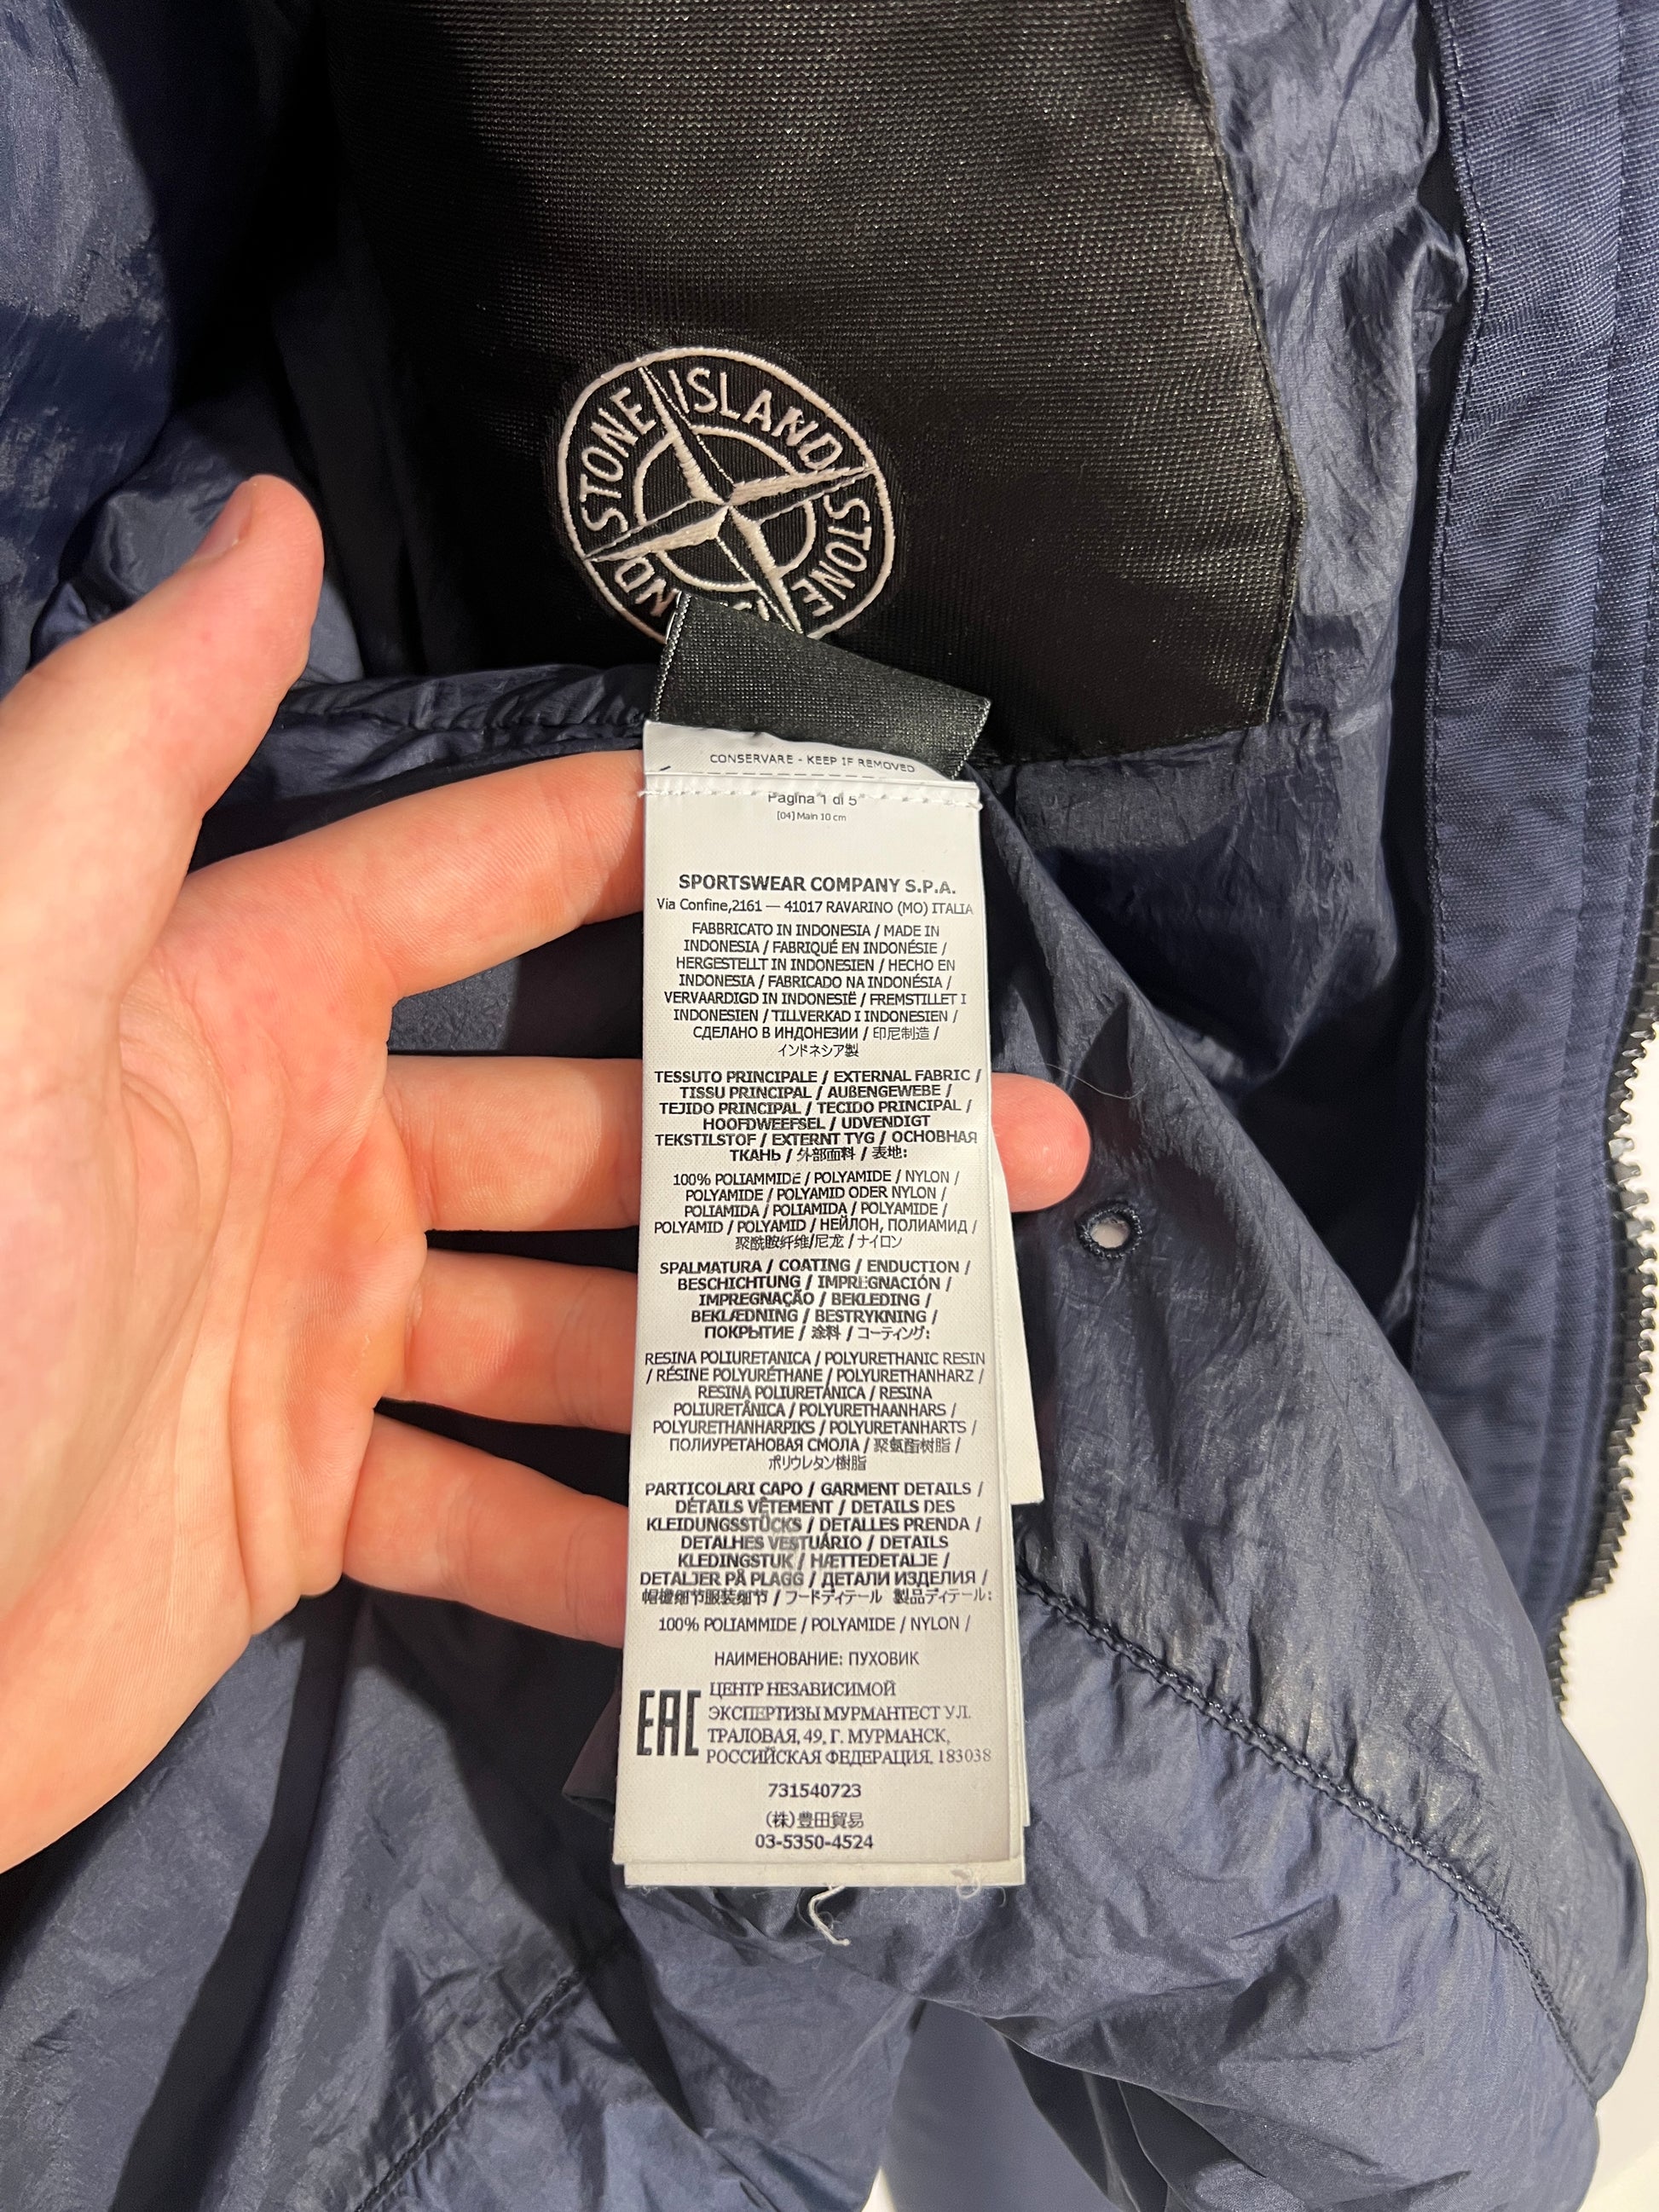 STONE ISLAND
STONE
CONSERVARE - KEEP IF REMOVED
Pagina 1 di 5
[04] Main 10 cm
SPORTSWEAR COMPANY S.P.A.
Via Confine,2161 — 41017 RAVARINO (MO) ITALIA
FABBRICATO IN INDONESIA / MADE IN
INDONESIA / FABRIQUÉ EN INDONÉSIE /
HERGESTELLT IN INDONESIEN / HECHO EN
INDONESIA / FABRICADO NA INDONÉSIA /
VERVAARDIGD IN INDONESIË / FREMSTILLET I
INDONESIEN / TILLVERKAD I INDONESIEN /
СДЕЛАНО В ИНДОНЕЗИИ / 印尼制造 /
インドネシア製
TESSUTO PRINCIPALE / EXTERNAL FABRIC /
TISSU PRINCIPAL / AUßENGEWEBE /
TEJIDO PRINCIPAL / TECIDO PRINCIPAL /
HOOFDWEEFSEL / UDVENDIGT
TEKSTILSTOF / EXTERNT TYG / ОСНОВНАЯ
ТКАНЬ / 外部面料 / 表地:
100% POLIAMMIDE / POLYAMIDE / NYLON /
POLYAMIDE / POLYAMID ODER NYLON /
POLIAMIDA / POLIAMIDA / POLYAMIDE /
POLYAMID / POLYAMID / НЕЙЛОН, ПОЛИАМИД /
聚酰胺纤维/尼龙 / ナイロン
SPALMATURA / COATING / ENDUCTION /
BESCHICHTUNG / IMPREGNACIÓN /
IMPREGNAÇÃO / BEKLEDING /
BEKLÆDNING / BESTRYKNING /
ПОКРЫТИЕ / 涂料 / コーティング:
RESINA POLIURETANICA / POLYURETHANIC RESIN
/ RÉSINE POLYURÉTHANE / POLYURETHANHARZ /
RESINA POLIURETÁNICA / RESINA
POLIURETÂNICA / POLYURETHAANHARS /
POLYURETHANHARPIKS / POLYURETANHARTS /
ПОЛИУРЕТАНОВАЯ СМОЛА / 聚氨酯树脂 /
ポリウレタン樹脂
PARTICOLARI CAPO / GARMENT DETAILS /
DÉTAILS VÊTEMENT / DETAILS DES
KLEIDUNGSSTÜCKS / DETALLES PRENDA /
DETALHES VESTUÁRIO / DETAILS
KLEDINGSTUK / HÆTTEDETALJE /
DETALJER PÅ PLAGG / ДЕТАЛИ ИЗДЕЛИЯ /
帽檐细节服装细节 / フードディテール 製品ディテール:
100% POLIAMMIDE / POLYAMIDE / NYLON /
НАИМЕНОВАНИЕ: ПУХОВИК
EAC
ЦЕНТР НЕЗАВИСИМОЙ
ЭКСПЕРТИЗЫ МУРМАНТЕСТ УЛ.
ТРАЛОВАЯ, 49, Г. МУРМАНСК,
РОССИЙСКАЯ ФЕДЕРАЦИЯ, 183038
731540723
(株)豊田貿易
03-5350-4524